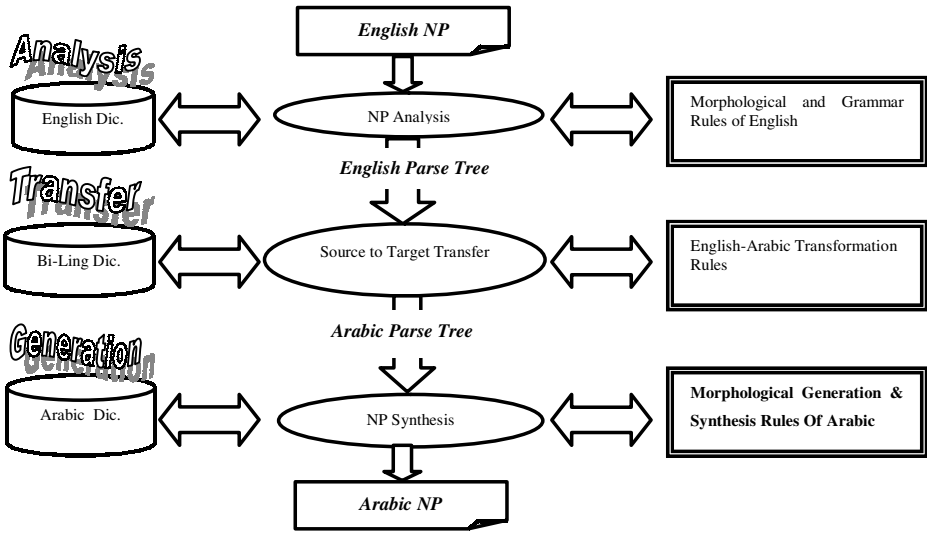 English NP
Analysis
English Dic.
NP Analysis
Morphological and Grammar
Rules of English
English Parse Tree
Transfer
Bi-Ling Dic.
Source to Target Transfer
English-Arabic Transformation
Rules
Arabic Parse Tree
Generation
Arabic Dic.
NP Synthesis
Morphological Generation &
Synthesis Rules Of Arabic
Arabic NP